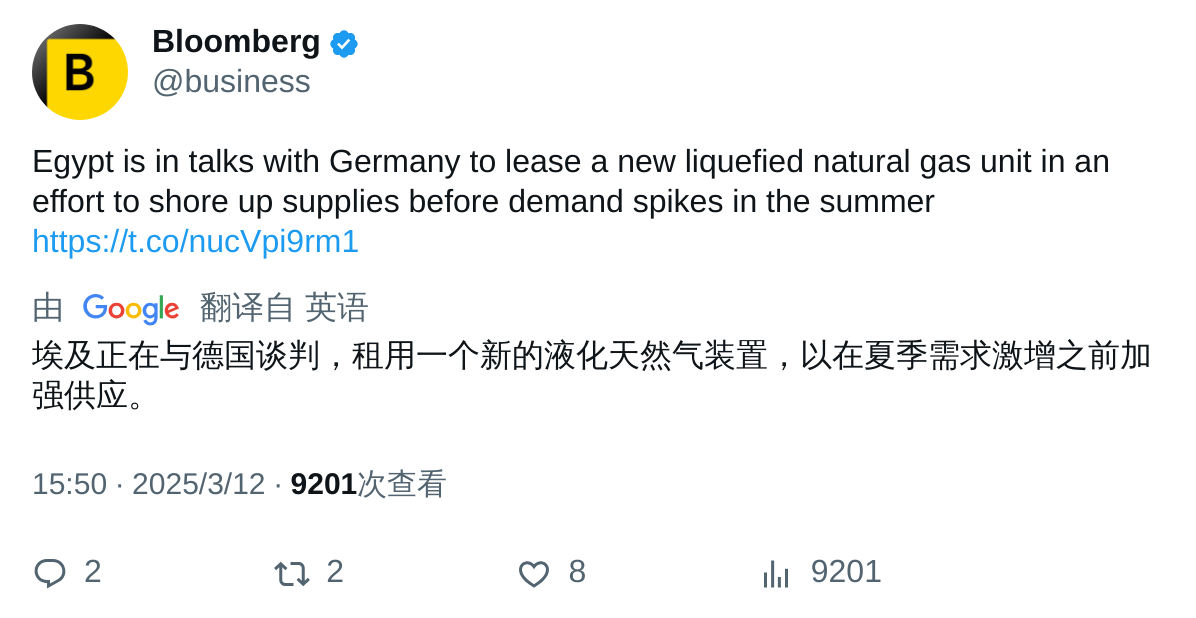 B
Bloomberg
@business
Egypt is in talks with Germany to lease a new liquefied natural gas unit in an
effort to shore up supplies before demand spikes in the summer
https://t.co/nucVpi9rm1
由 Google 翻译自 英语
埃及正在与德国谈判，租用一个新的液化天然气装置，以在夏季需求激增之前加
强供应。
15:50 · 2025/3/12 · 9201次查看
2 2 8 9201